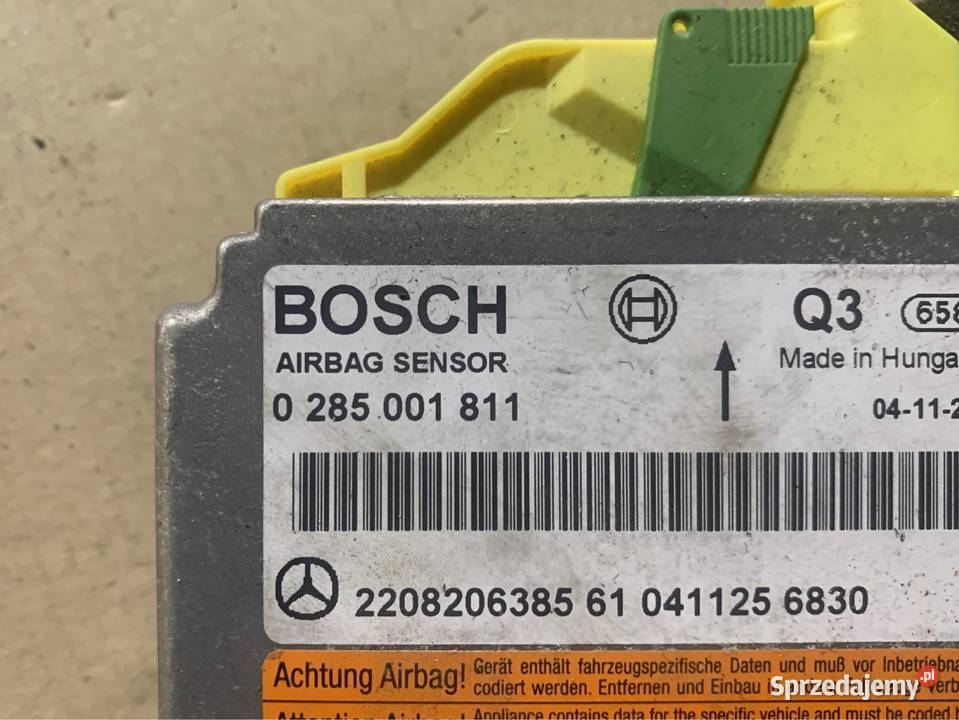 BOSCH
Q3
AIRBAG SENSOR
Made in
0 285 001 811
04-11-2
2208206385 61 041125 6830
Achtung Airbag!
Gerät enthält fahrzeugspezifische Daten und muß vor
codiert werden. Entfernen und Einbau
Appliance contains data for the specific vehicle and must be coded
Sprzedajemy.pl